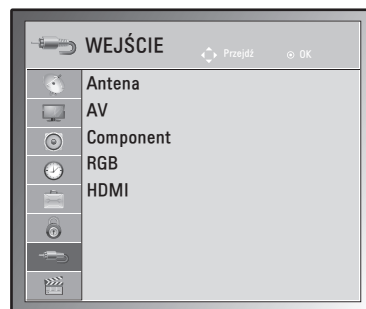 WEJŚCIE
Przejdź OK
Antena
AV
Component
RGB
HDMI